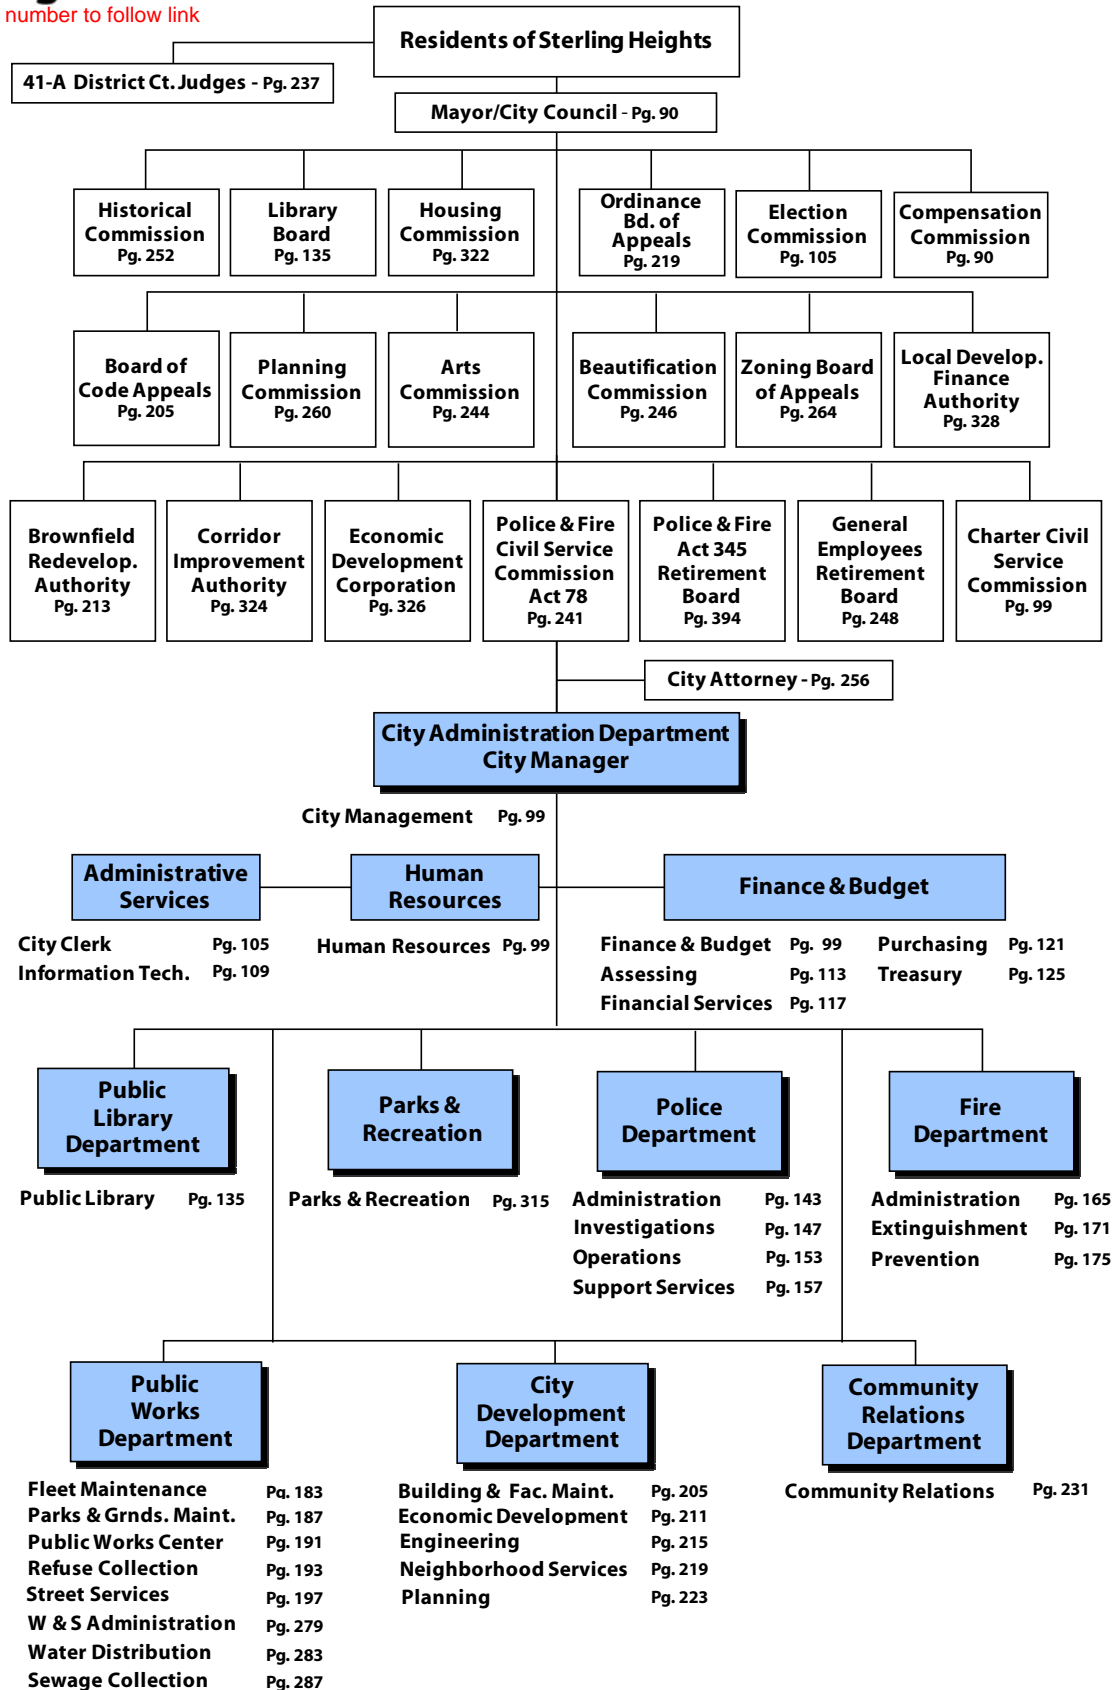 number to follow link
Residents of Sterling Heights
41-A District Ct. Judges - Pg. 237
Mayor/City Council - Pg. 90
Historical
Commission
Pg. 252
Library
Board
Pg. 135
Housing
Commission
Pg. 322
Ordinance
Bd. of
Appeals
Pg. 219
Election
Commission
Pg. 105
Compensation
Commission
Pg. 90
Board of
Code Appeals
Pg. 205
Planning
Commission
Pg. 260
Arts
Commission
Pg. 244
Beautification
Commission
Pg. 246
Zoning Board
of Appeals
Pg. 264
Local Develop.
Finance
Authority
Pg. 328
Brownfield
Redevelop.
Authority
Pg. 213
Corridor
Improvement
Authority
Pg. 324
Economic
Development
Corporation
Pg. 326
Police & Fire
Civil Service
Commission
Act 78
Pg. 241
Police & Fire
Act 345
Retirement
Board
Pg. 394
General
Employees
Retirement
Board
Pg. 248
Charter Civil
Service
Commission
Pg. 99
City Attorney - Pg. 256
City Administration Department
City Manager
City Management Pg. 99
Administrative
Services
Human
Resources
Finance & Budget
City Clerk Pg. 105
Information Tech. Pg. 109
Human Resources Pg. 99
Finance & Budget Pg. 99
Assessing Pg. 113
Financial Services Pg. 117
Purchasing Pg. 121
Treasury Pg. 125
Public
Library
Department
Parks &
Recreation
Police
Department
Fire
Department
Public Library Pg. 135
Parks & Recreation Pg. 315
Administration Pg. 143
Investigations Pg. 147
Operations Pg. 153
Support Services Pg. 157
Administration Pg. 165
Extinguishment Pg. 171
Prevention Pg. 175
Public
Works
Department
City
Development
Department
Community
Relations
Department
Fleet Maintenance Pg. 183
Parks & Grnds. Maint. Pg. 187
Public Works Center Pg. 191
Refuse Collection Pg. 193
Street Services Pg. 197
W & S Administration Pg. 279
Water Distribution Pg. 283
Sewage Collection Pg. 287
Building & Fac. Maint. Pg. 205
Economic Development Pg. 211
Engineering Pg. 215
Neighborhood Services Pg. 219
Planning Pg. 223
Community Relations Pg. 231